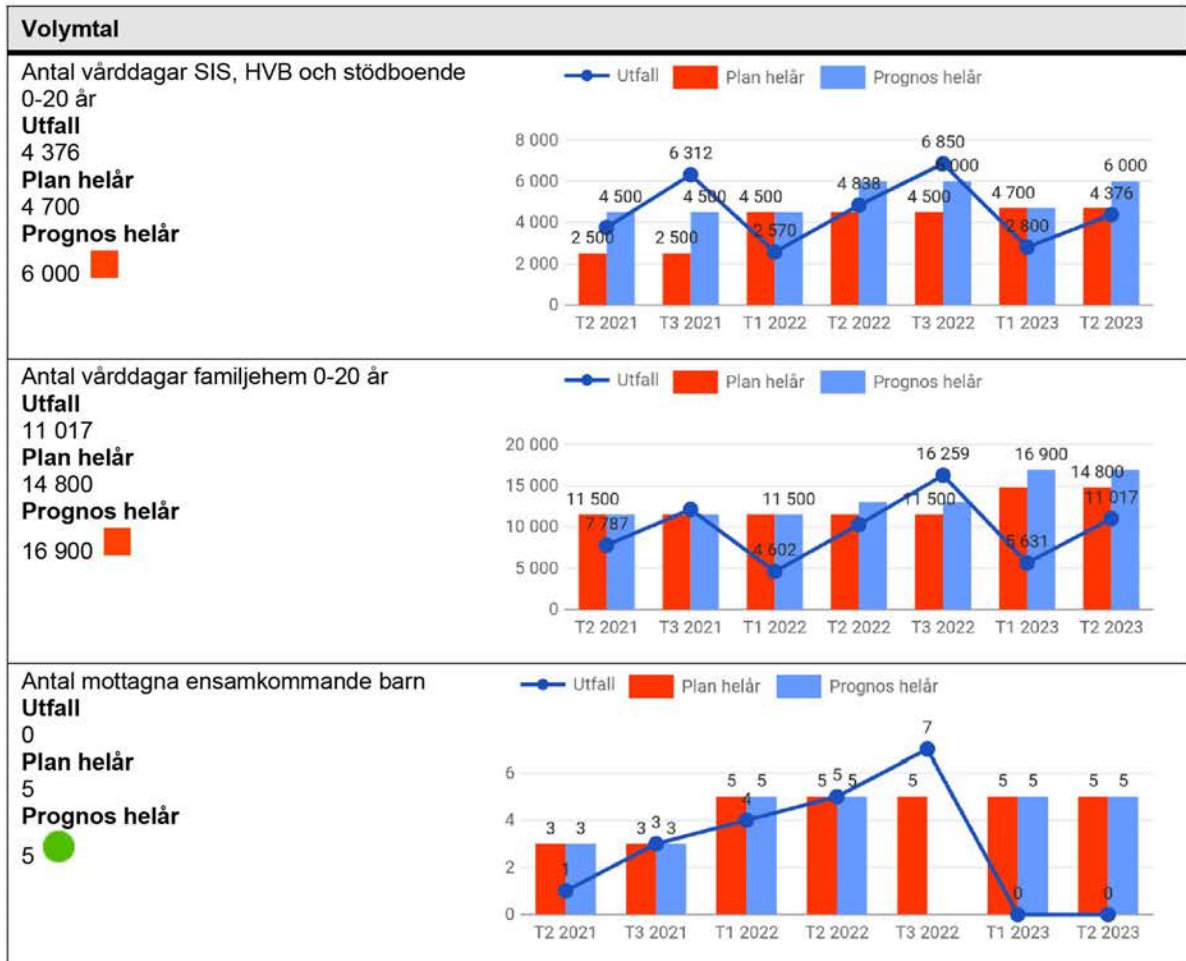 Volymtal
Antal vårddagar SIS, HVB och stödboende
0-20 år
Utfall
4 376
Plan helår
4 700
Prognos helår
6 000
Utfall Plan helår Prognos helår
8 000
6 000
4 000
2 000
0
2 500 4 500 6 312 2 500 4 500 4 500 2 570 4 838 6 850 4 500 6 000 4 700 2 800 4 376 6 000
T2 2021 T3 2021 T1 2022 T2 2022 T3 2022 T1 2023 T2 2023
Antal vårddagar familjehem 0-20 år
Utfall
11 017
Plan helår
14 800
Prognos helår
16 900
Utfall Plan helår Prognos helår
20 000
15 000
10 000
5 000
0
11 500 7 787 11 500 4 602 16 259 11 500 16 900 5 631 14 800 11 017
T2 2021 T3 2021 T1 2022 T2 2022 T3 2022 T1 2023 T2 2023
Antal mottagna ensamkommande barn
Utfall
0
Plan helår
5
Prognos helår
5
Utfall Plan helår Prognos helår
6
4
2
0
3 1 3 3 3 3 5 4 5 5 5 5 5 7 5 0 5 5 0 5
T2 2021 T3 2021 T1 2022 T2 2022 T3 2022 T1 2023 T2 2023